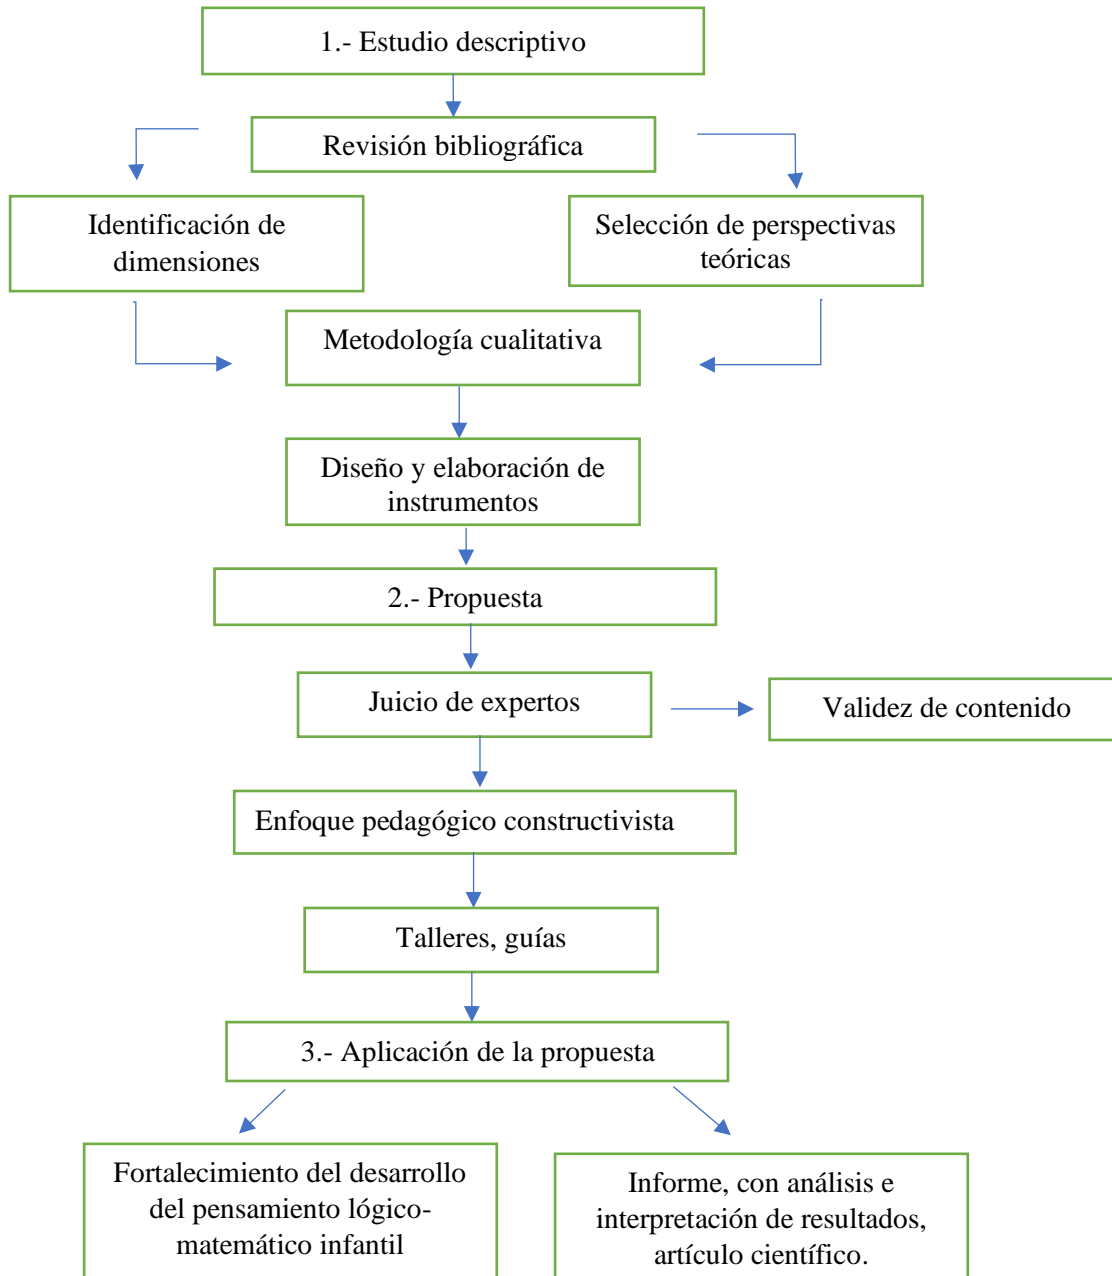 1.- Estudio descriptivo
Revisión bibliográfica
Identificación de
dimensiones
Selección de perspectivas
teóricas
Metodología cualitativa
Diseño y elaboración de
instrumentos
2.- Propuesta
Juicio de expertos
Validez de contenido
Enfoque pedagógico constructivista
Talleres, guías
3.- Aplicación de la propuesta
Fortalecimiento del desarrollo
del pensamiento lógico-
matemático infantil
Informe, con análisis e
interpretación de resultados,
artículo científico.